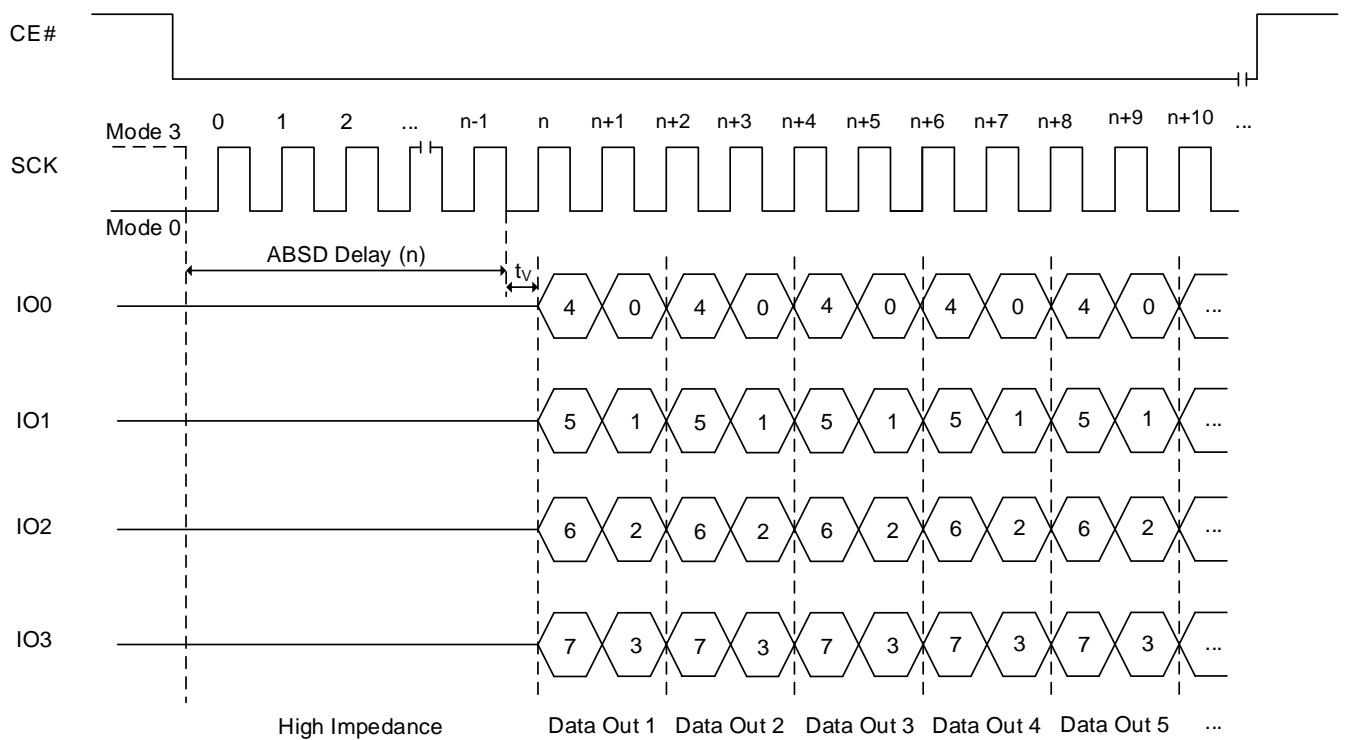 CE#
Mode 3 0 1 2 ... n-1 n n+1 n+2 n+3 n+4 n+5 n+6 n+7 n+8 n+9 n+10 ...
SCK
Mode 0
ABSD Delay (n)
tV
IO0 4 0 4 0 4 0 4 0 4 0 ...
IO1 5 1 5 1 5 1 5 1 5 1 ...
IO2 6 2 6 2 6 2 6 2 6 2 ...
IO3 7 3 7 3 7 3 7 3 7 3 ...
High Impedance Data Out 1 Data Out 2 Data Out 3 Data Out 4 Data Out 5 ...